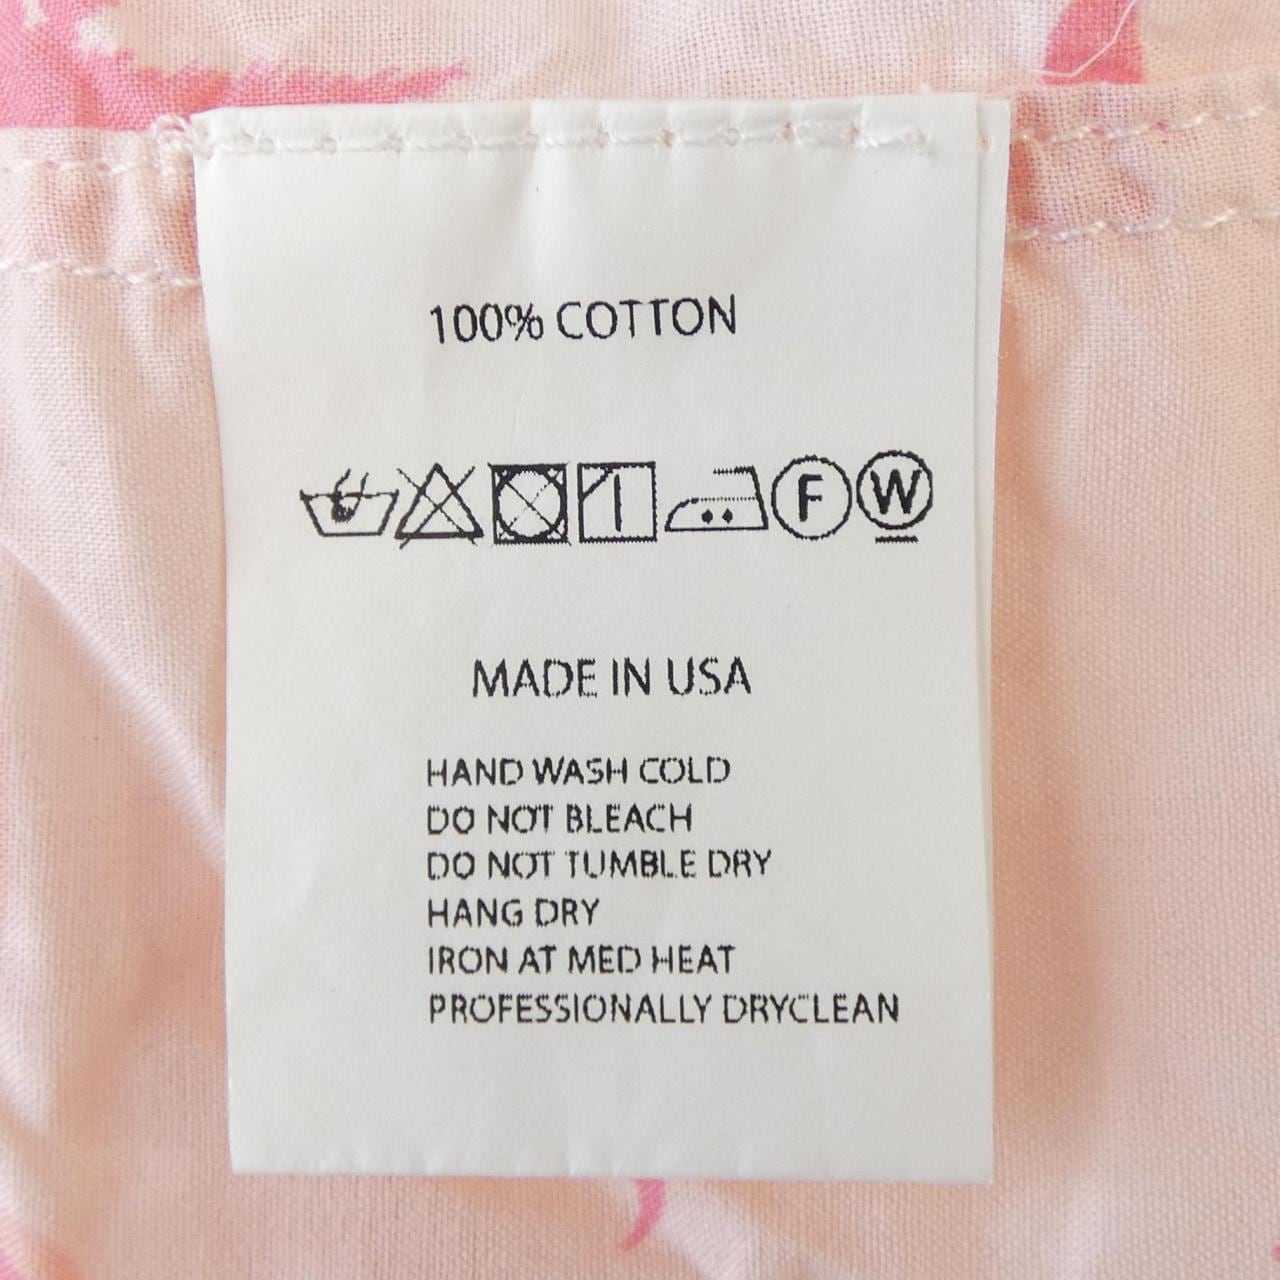 100% COTTON
F W
MADE IN USA
HAND WASH COLD
DO NOT BLEACH
DO NOT TUMBLE DRY
HANG DRY
IRON AT MED HEAT
PROFESSIONALLY DRYCLEAN